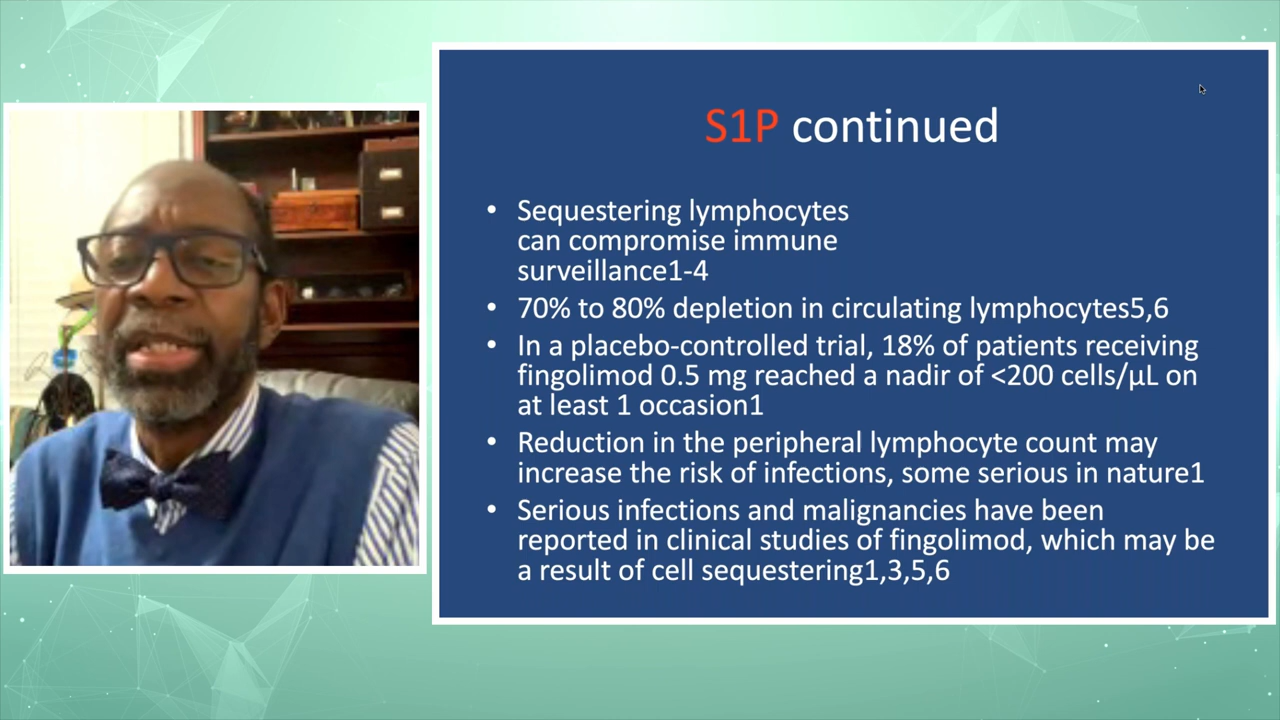 S1P continued
• Sequestering lymphocytes
can compromise immune
surveillance1-4
• 70% to 80% depletion in circulating lymphocytes5,6
• In a placebo-controlled trial, 18% of patients receiving
fingolimod 0.5 mg reached a nadir of <200 cells/μL on
at least 1 occasion1
• Reduction in the peripheral lymphocyte count may
increase the risk of infections, some serious in nature1
• Serious infections and malignancies have been
reported in clinical studies of fingolimod, which may be
a result of cell sequestering1,3,5,6